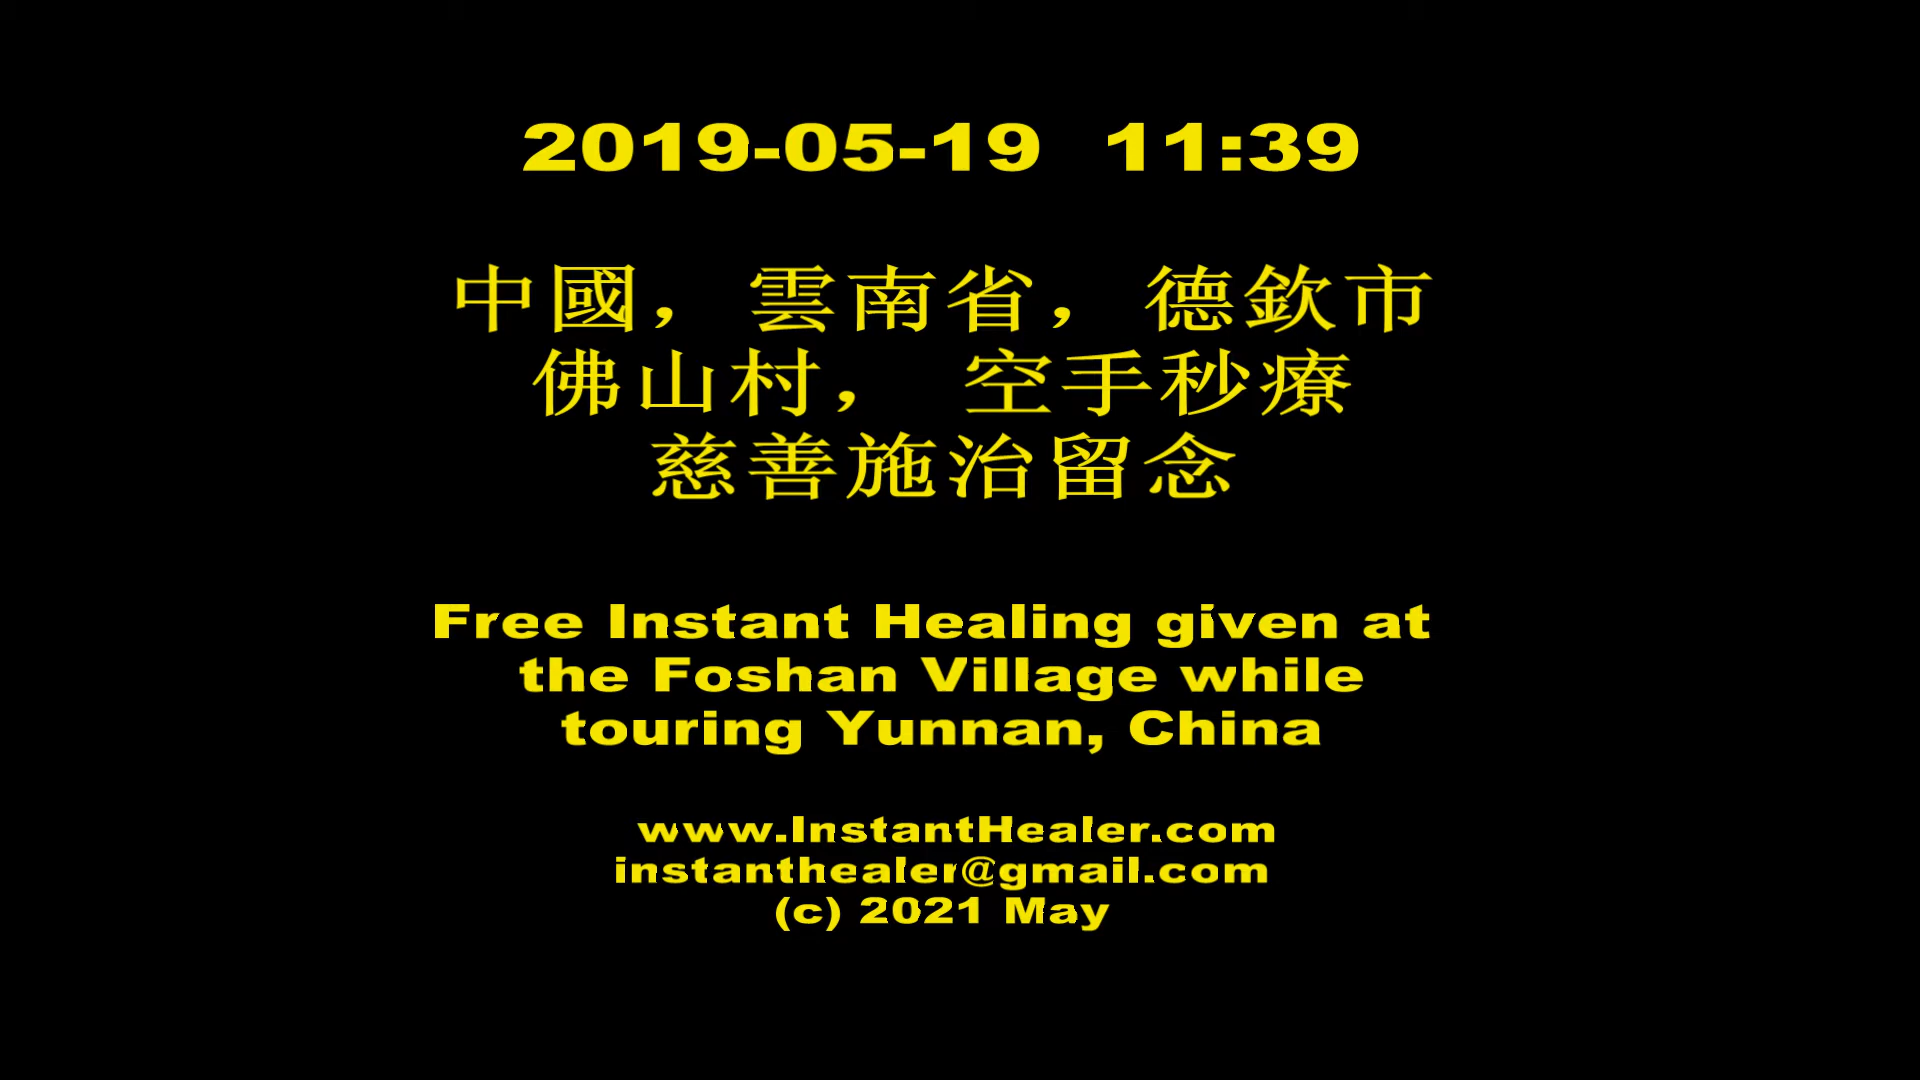 2019-05-19 11:39
中國，雲南省，德欽市
佛山村， 空手秒療
慈善施治留念
Free Instant Healing given at
the Foshan Village while
touring Yunnan, China
www.InstantHealer.com
instanthealer@gmail.com
(c) 2021 May